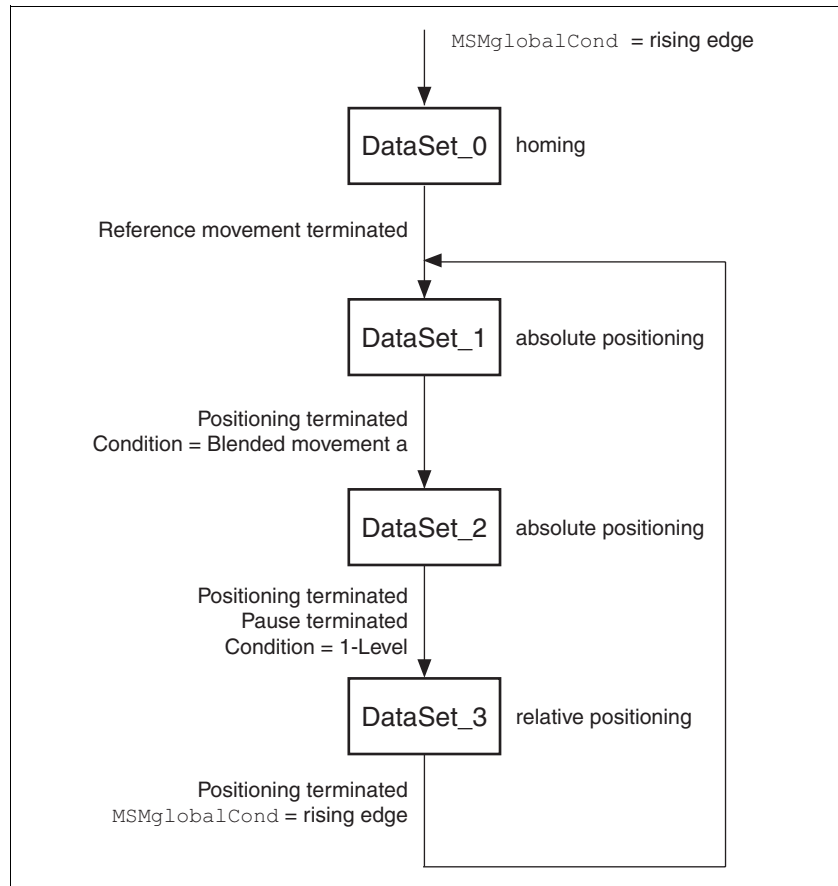 MSMglobalCond = rising edge
DataSet_0
homing
Reference movement terminated
DataSet_1
absolute positioning
Positioning terminated
Condition = Blended movement a
DataSet_2
absolute positioning
Positioning terminated
Pause terminated
Condition = 1-Level
DataSet_3
relative positioning
Positioning terminated
MSMglobalCond = rising edge